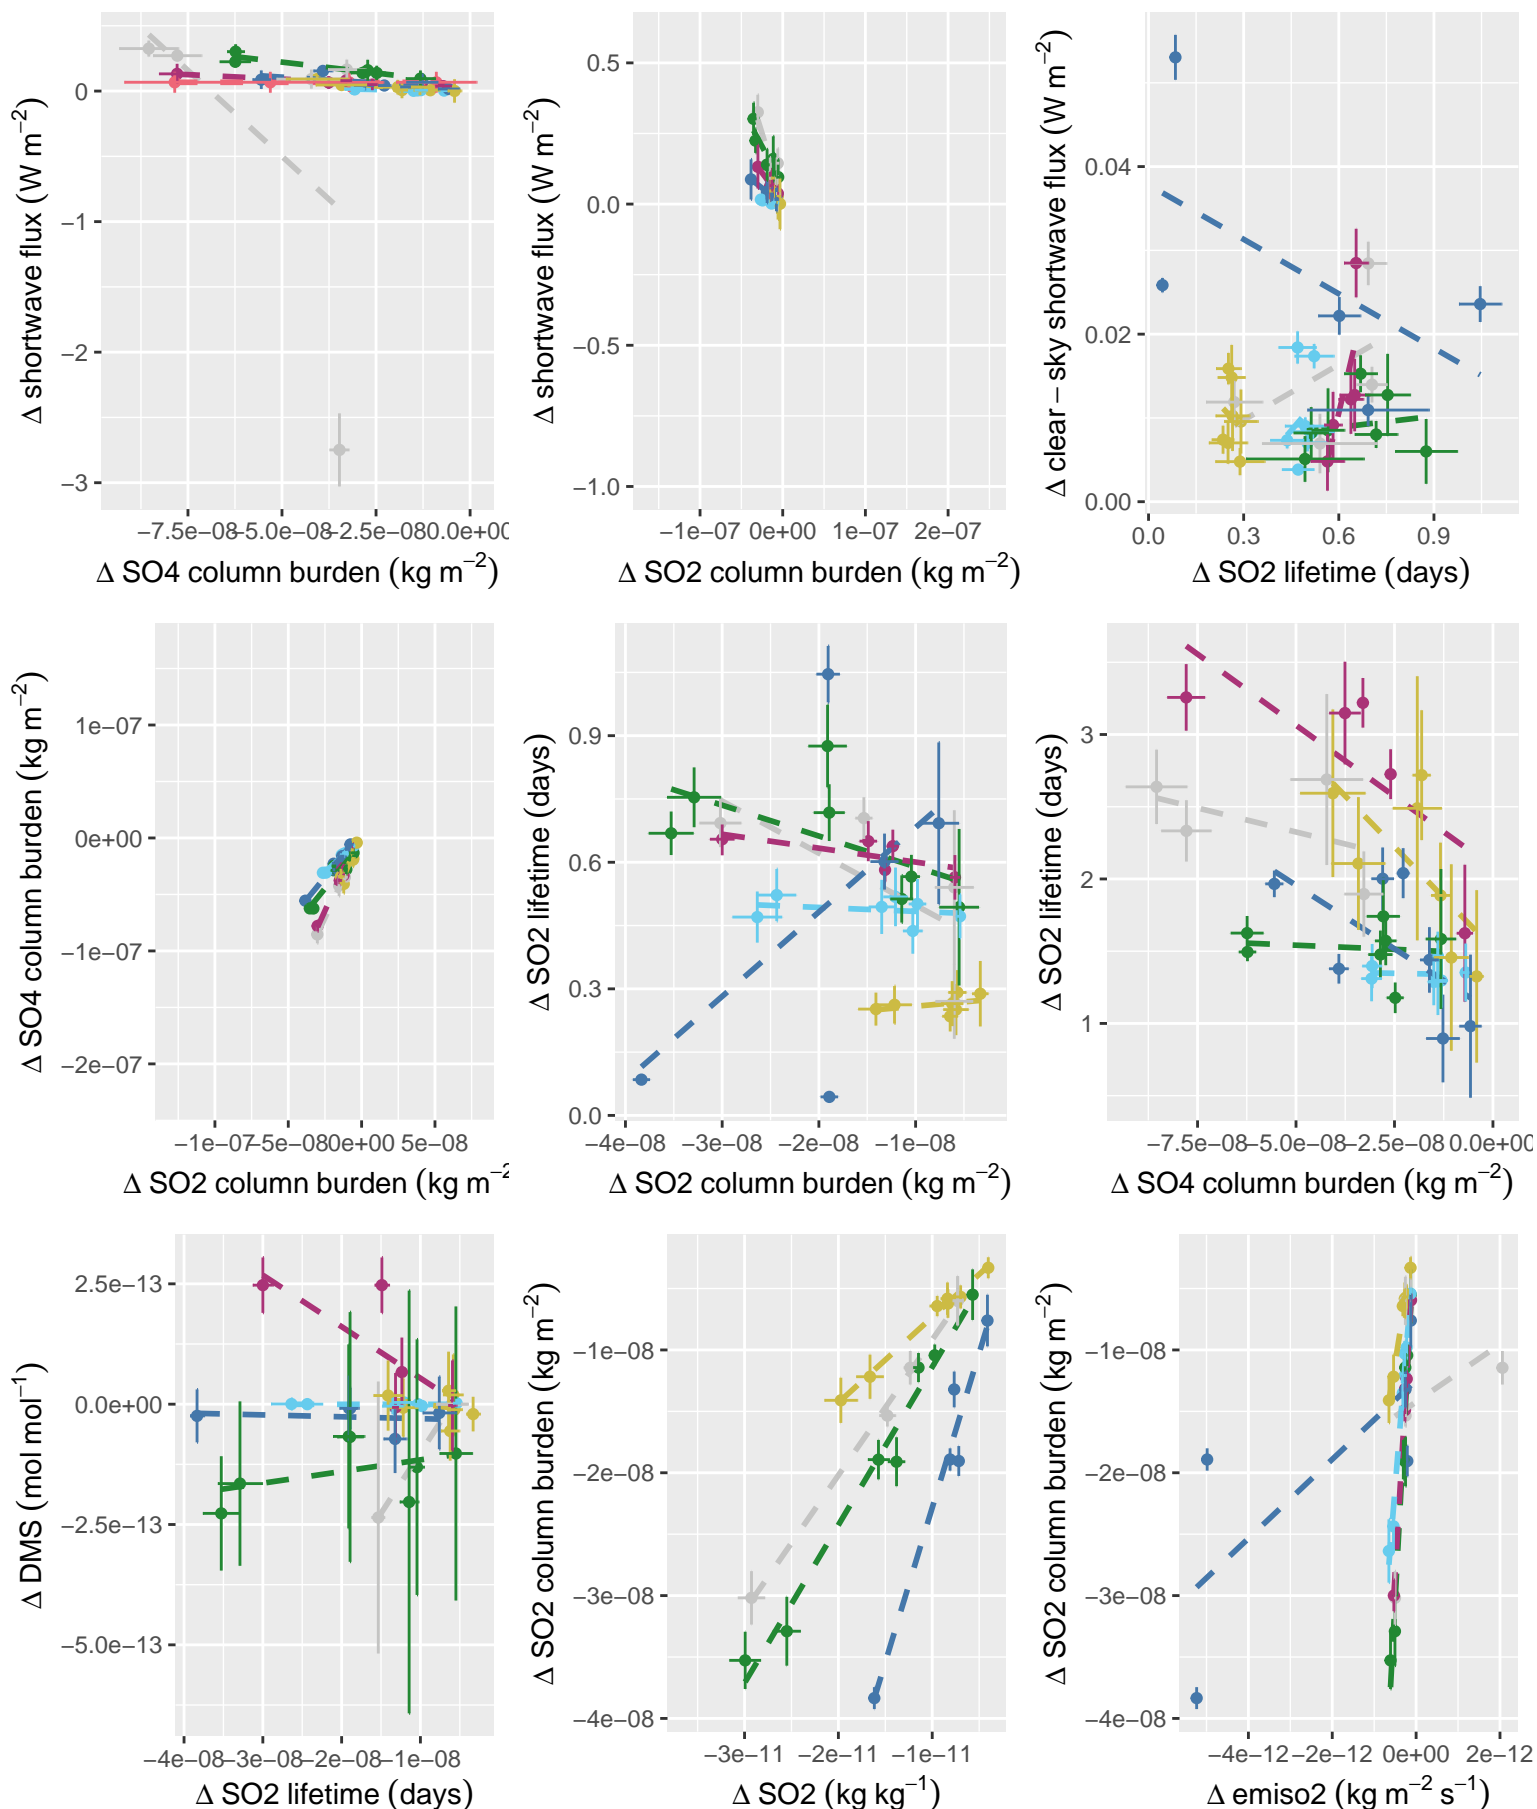 Δ shortwave flux (W m⁻²)
0
−1
−2
−3
−7.5e−08 −5.0e−08 −2.5e−08 0.0e+00
Δ SO4 column burden (kg m⁻²)
Δ shortwave flux (W m⁻²)
0.5
0.0
−0.5
−1.0
−1e−07 0e+00 1e−07 2e−07
Δ SO2 column burden (kg m⁻²)
Δ clear − sky shortwave flux (W m⁻²)
0.04
0.02
0.00
0.0 0.3 0.6 0.9
Δ SO2 lifetime (days)
Δ SO4 column burden (kg m⁻²)
1e−07
0e+00
−1e−07
−2e−07
−1e−07 −5e−08 0e+00 5e−08
Δ SO2 column burden (kg m⁻²
Δ SO2 lifetime (days)
0.9
0.6
0.3
0.0
−4e−08 −3e−08 −2e−08 −1e−08
Δ SO2 column burden (kg m⁻²)
Δ SO2 lifetime (days)
3
2
1
−7.5e−08 −5.0e−08 −2.5e−08 0.0e+00
Δ SO4 column burden (kg m⁻²)
Δ DMS (mol mol⁻¹)
2.5e−13
0.0e+00
−2.5e−13
−5.0e−13
−4e−08 −3e−08 −2e−08 −1e−08
Δ SO2 lifetime (days)
Δ SO2 column burden (kg m⁻²)
−1e−08
−2e−08
−3e−08
−4e−08
−3e−11 −2e−11 −1e−11
Δ SO2 (kg kg⁻¹)
Δ SO2 column burden (kg m⁻²)
−1e−08
−2e−08
−3e−08
−4e−08
−4e−12 −2e−12 0e+00 2e−12
Δ emiso2 (kg m⁻² s⁻¹)